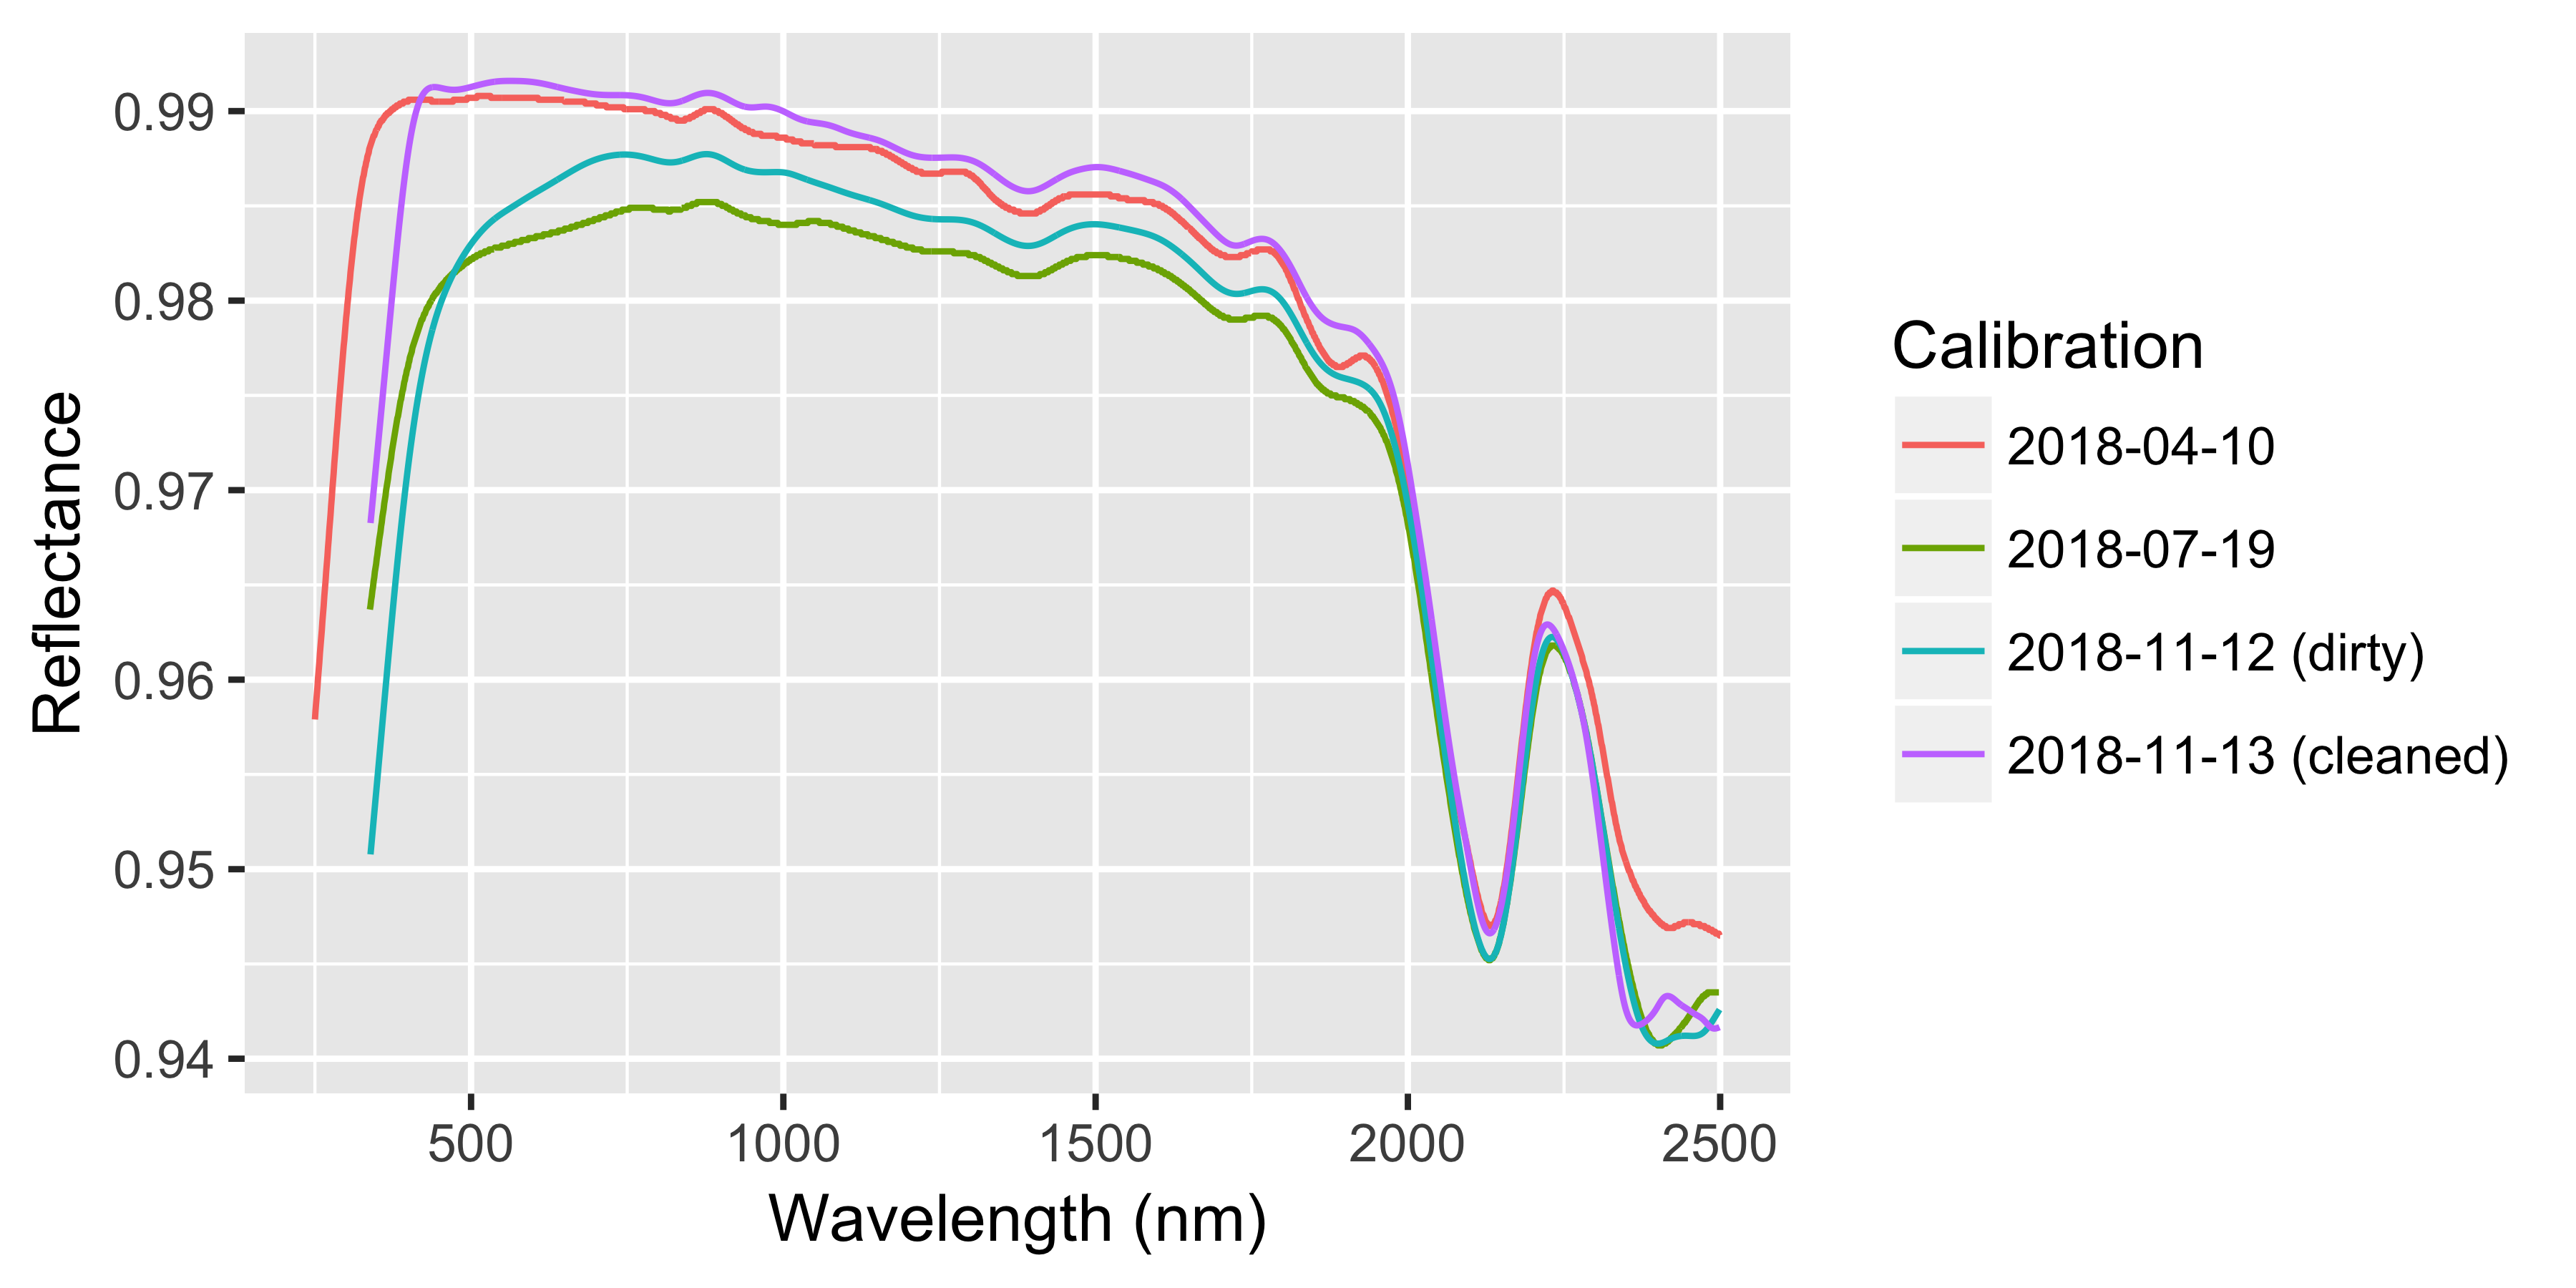 0.99
0.98
0.97
0.96
0.95
0.94
Reflectance
500 1000 1500 2000 2500
Wavelength (nm)
Calibration
2018-04-10
2018-07-19
2018-11-12 (dirty)
2018-11-13 (cleaned)